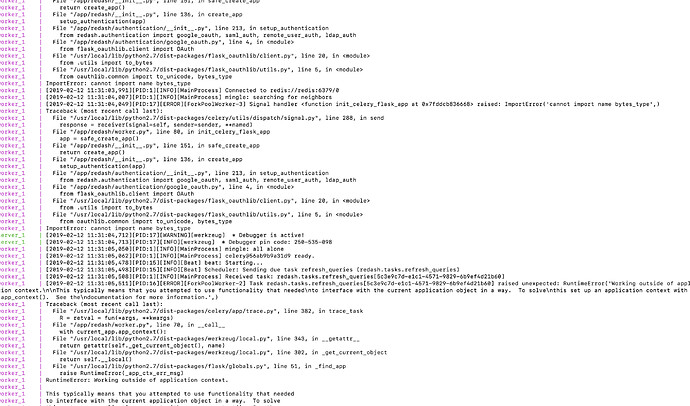 worker_1 | File "/app/redash/__init__.py", line 151, in safe_create_app
worker_1 | return create_app()
worker_1 | File "/app/redash/__init__.py", line 136, in create_app
worker_1 | setup_authentication(app)
worker_1 | File "/app/redash/authentication/__init__.py", line 213, in setup_authentication
worker_1 | from redash.authentication import google_oauth, saml_auth, remote_user_auth, ldap_auth
worker_1 | File "/app/redash/authentication/google_oauth.py", line 4, in <module>
worker_1 | from flask_oauthlib.client import OAuth
worker_1 | File "/usr/local/lib/python2.7/dist-packages/flask_oauthlib/client.py", line 20, in <module>
worker_1 | from .utils import to_bytes
worker_1 | File "/usr/local/lib/python2.7/dist-packages/flask_oauthlib/utils.py", line 5, in <module>
worker_1 | from oauthlib.common import to_unicode, bytes_type
worker_1 | ImportError: cannot import name bytes_type
worker_1 | [2019-02-12 11:31:03,991][PID:1][INFO][MainProcess] Connected to redis://redis:6379/0
worker_1 | [2019-02-12 11:31:04,007][PID:1][INFO][MainProcess] mingle: searching for neighbors
worker_1 | [2019-02-12 11:31:04,049][PID:17][ERROR][ForkPoolWorker-3] Signal handler <function init_celery_flask_app at 0x7fddcb836668> raised: ImportError('cannot import name bytes_type',)
worker_1 | Traceback (most recent call last):
worker_1 | File "/usr/local/lib/python2.7/dist-packages/celery/utils/dispatch/signal.py", line 288, in send
worker_1 | response = receiver(signal=self, sender=sender, **named)
worker_1 | File "/app/redash/worker.py", line 80, in init_celery_flask_app
worker_1 | app = safe_create_app()
worker_1 | File "/app/redash/__init__.py", line 151, in safe_create_app
worker_1 | return create_app()
worker_1 | File "/app/redash/__init__.py", line 136, in create_app
worker_1 | setup_authentication(app)
worker_1 | File "/app/redash/authentication/__init__.py", line 213, in setup_authentication
worker_1 | from redash.authentication import google_oauth, saml_auth, remote_user_auth, ldap_auth
worker_1 | File "/app/redash/authentication/google_oauth.py", line 4, in <module>
worker_1 | from flask_oauthlib.client import OAuth
worker_1 | File "/usr/local/lib/python2.7/dist-packages/flask_oauthlib/client.py", line 20, in <module>
worker_1 | from .utils import to_bytes
worker_1 | File "/usr/local/lib/python2.7/dist-packages/flask_oauthlib/utils.py", line 5, in <module>
worker_1 | from oauthlib.common import to_unicode, bytes_type
worker_1 | ImportError: cannot import name bytes_type
server_1 | [2019-02-12 11:31:04,712][PID:17][WARNING][werkzeug] * Debugger is active!
server_1 | [2019-02-12 11:31:04,713][PID:17][INFO][werkzeug] * Debugger pin code: 250-535-098
worker_1 | [2019-02-12 11:31:05,050][PID:1][INFO][MainProcess] mingle: all alone
worker_1 | [2019-02-12 11:31:05,062][PID:1][INFO][MainProcess] celery@56ab9b9a31d9 ready.
worker_1 | [2019-02-12 11:31:05,478][PID:15][INFO][Beat] beat: Starting...
worker_1 | [2019-02-12 11:31:05,498][PID:15][INFO][Beat] Scheduler: Sending due task refresh_queries (redash.tasks.refresh_queries)
worker_1 | [2019-02-12 11:31:05,508][PID:1][INFO][MainProcess] Received task: redash.tasks.refresh_queries[5c3e9c7d-e1c1-4571-9829-6b9ef4d21b60]
worker_1 | [2019-02-12 11:31:05,511][PID:16][ERROR][ForkPoolWorker-2] Task redash.tasks.refresh_queries[5c3e9c7d-e1c1-4571-9829-6b9ef4d21b60] raised unexpected: RuntimeError('Working outside of appl
ion context.\n\nThis typically means that you attempted to use functionality that needed\nto interface with the current application object in a way. To solve\nthis set up an application context with
app_context(). See the\ndocumentation for more information.',)
worker_1 | Traceback (most recent call last):
worker_1 | File "/usr/local/lib/python2.7/dist-packages/celery/app/trace.py", line 382, in trace_task
worker_1 | R = retval = fun(*args, **kwargs)
worker_1 | File "/app/redash/worker.py", line 70, in __call__
worker_1 | with current_app.app_context():
worker_1 | File "/usr/local/lib/python2.7/dist-packages/werkzeug/local.py", line 343, in __getattr__
worker_1 | return getattr(self._get_current_object(), name)
worker_1 | File "/usr/local/lib/python2.7/dist-packages/werkzeug/local.py", line 302, in _get_current_object
worker_1 | return self.__local()
worker_1 | File "/usr/local/lib/python2.7/dist-packages/flask/globals.py", line 51, in _find_app
worker_1 | raise RuntimeError(_app_ctx_err_msg)
worker_1 | RuntimeError: Working outside of application context.
worker_1 |
worker_1 | This typically means that you attempted to use functionality that needed
worker_1 | to interface with the current application object in a way. To solve